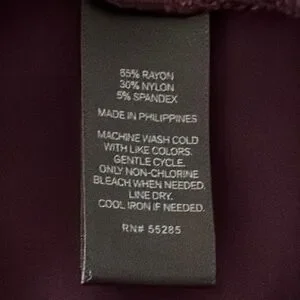 65% RAYON
30% NYLON
5% SPANDEX
MADE IN PHILIPPINES
MACHINE WASH COLD
WITH LIKE COLORS.
GENTLE CYCLE.
ONLY NON-CHLORINE
BLEACH WHEN NEEDED.
LINE DRY.
COOL IRON IF NEEDED.
RN# 55285